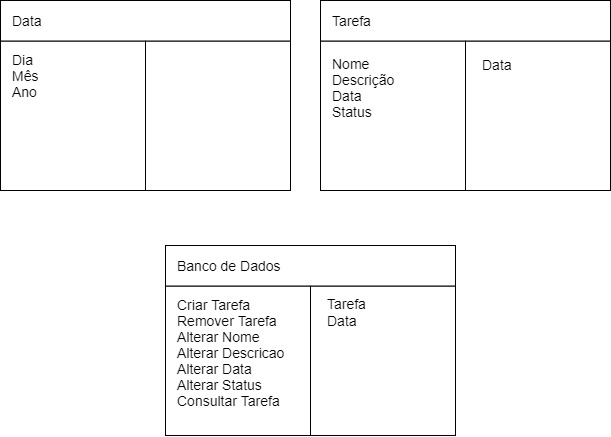 Data
Dia
Mês
Ano
Tarefa
Nome
Descrição
Data
Status
Data
Banco de Dados
Criar Tarefa
Remover Tarefa
Alterar Nome
Alterar Descricao
Alterar Data
Alterar Status
Consultar Tarefa
Tarefa
Data